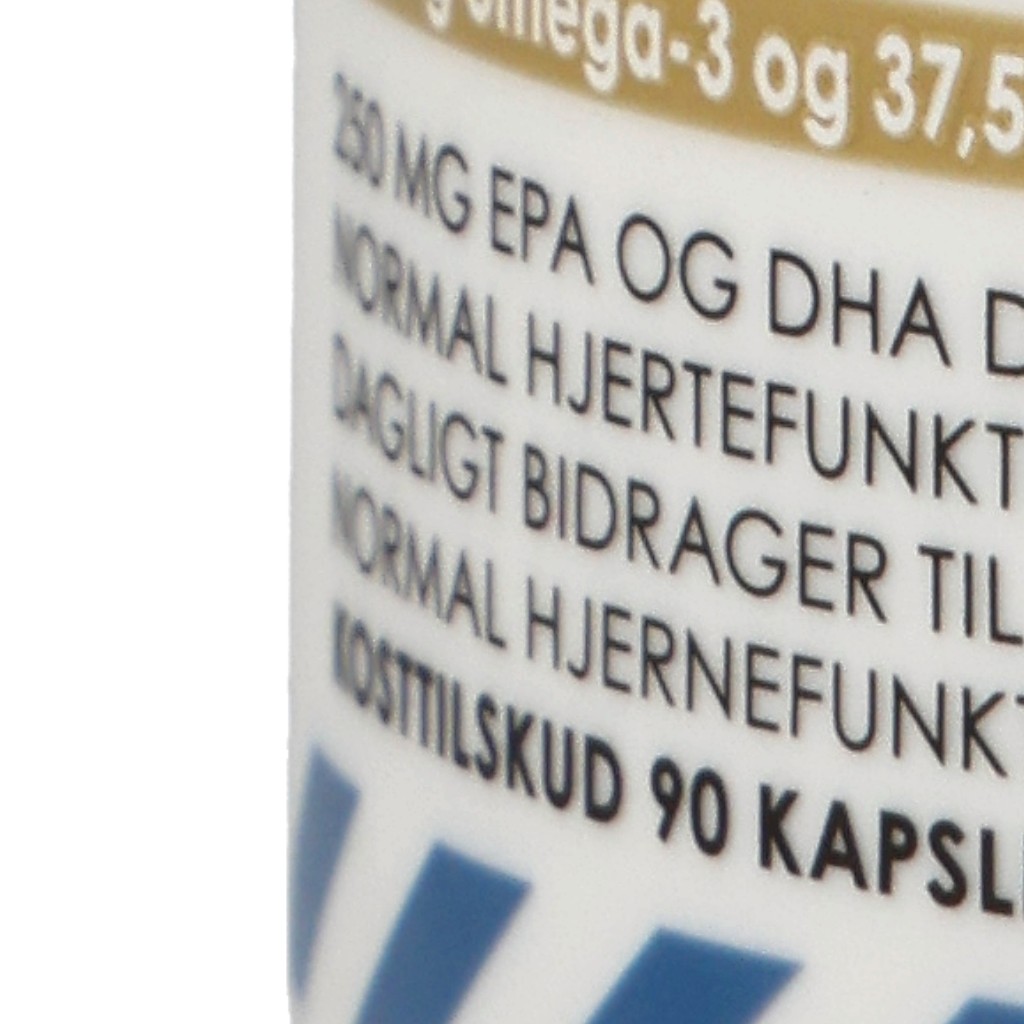 omega-3 og 37,5
250 MG EPA OG DHA D
NORMAL HJERTEFUNKT
DAGLIGT BIDRAGER TIL
NORMAL HJERNEFUNKT
KOSTTILSKUD 90 KAPSL